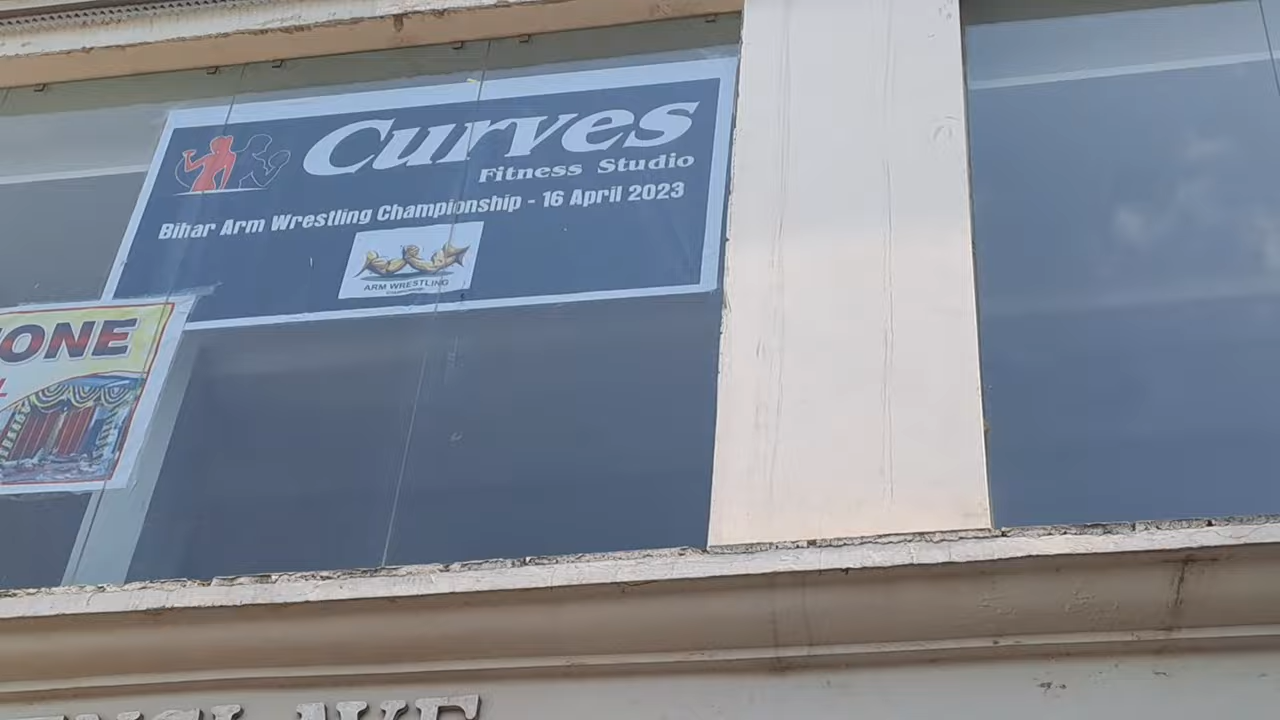 Curves
Fitness Studio
Bihar Arm Wrestling Championship - 16 April 2023
ARM WRESTLING
ONE